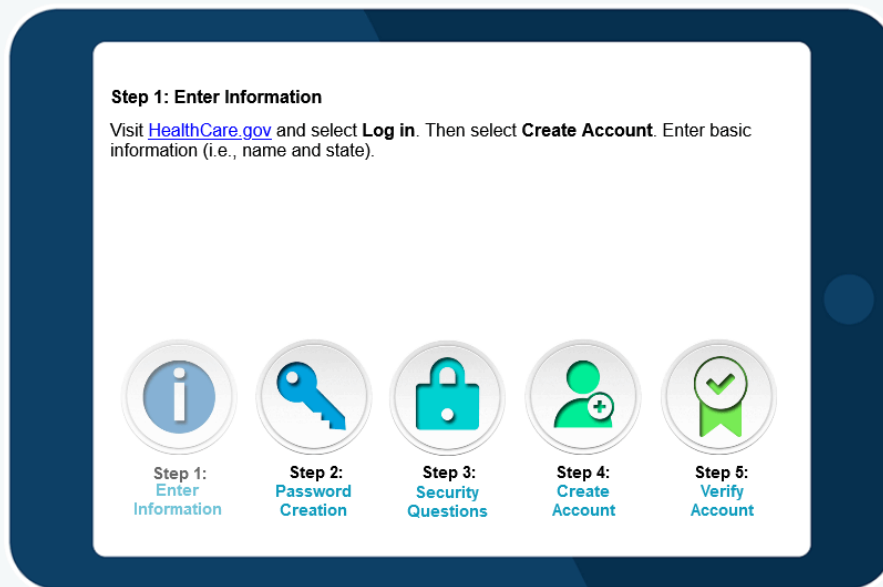 Step 1: Enter Information
Visit HealthCare.gov and select Log in. Then select Create Account. Enter basic
information (i.e., name and state).
Step 1:
Enter
Information
Step 2:
Password
Creation
Step 3:
Security
Questions
Step 4:
Create
Account
Step 5:
Verify
Account